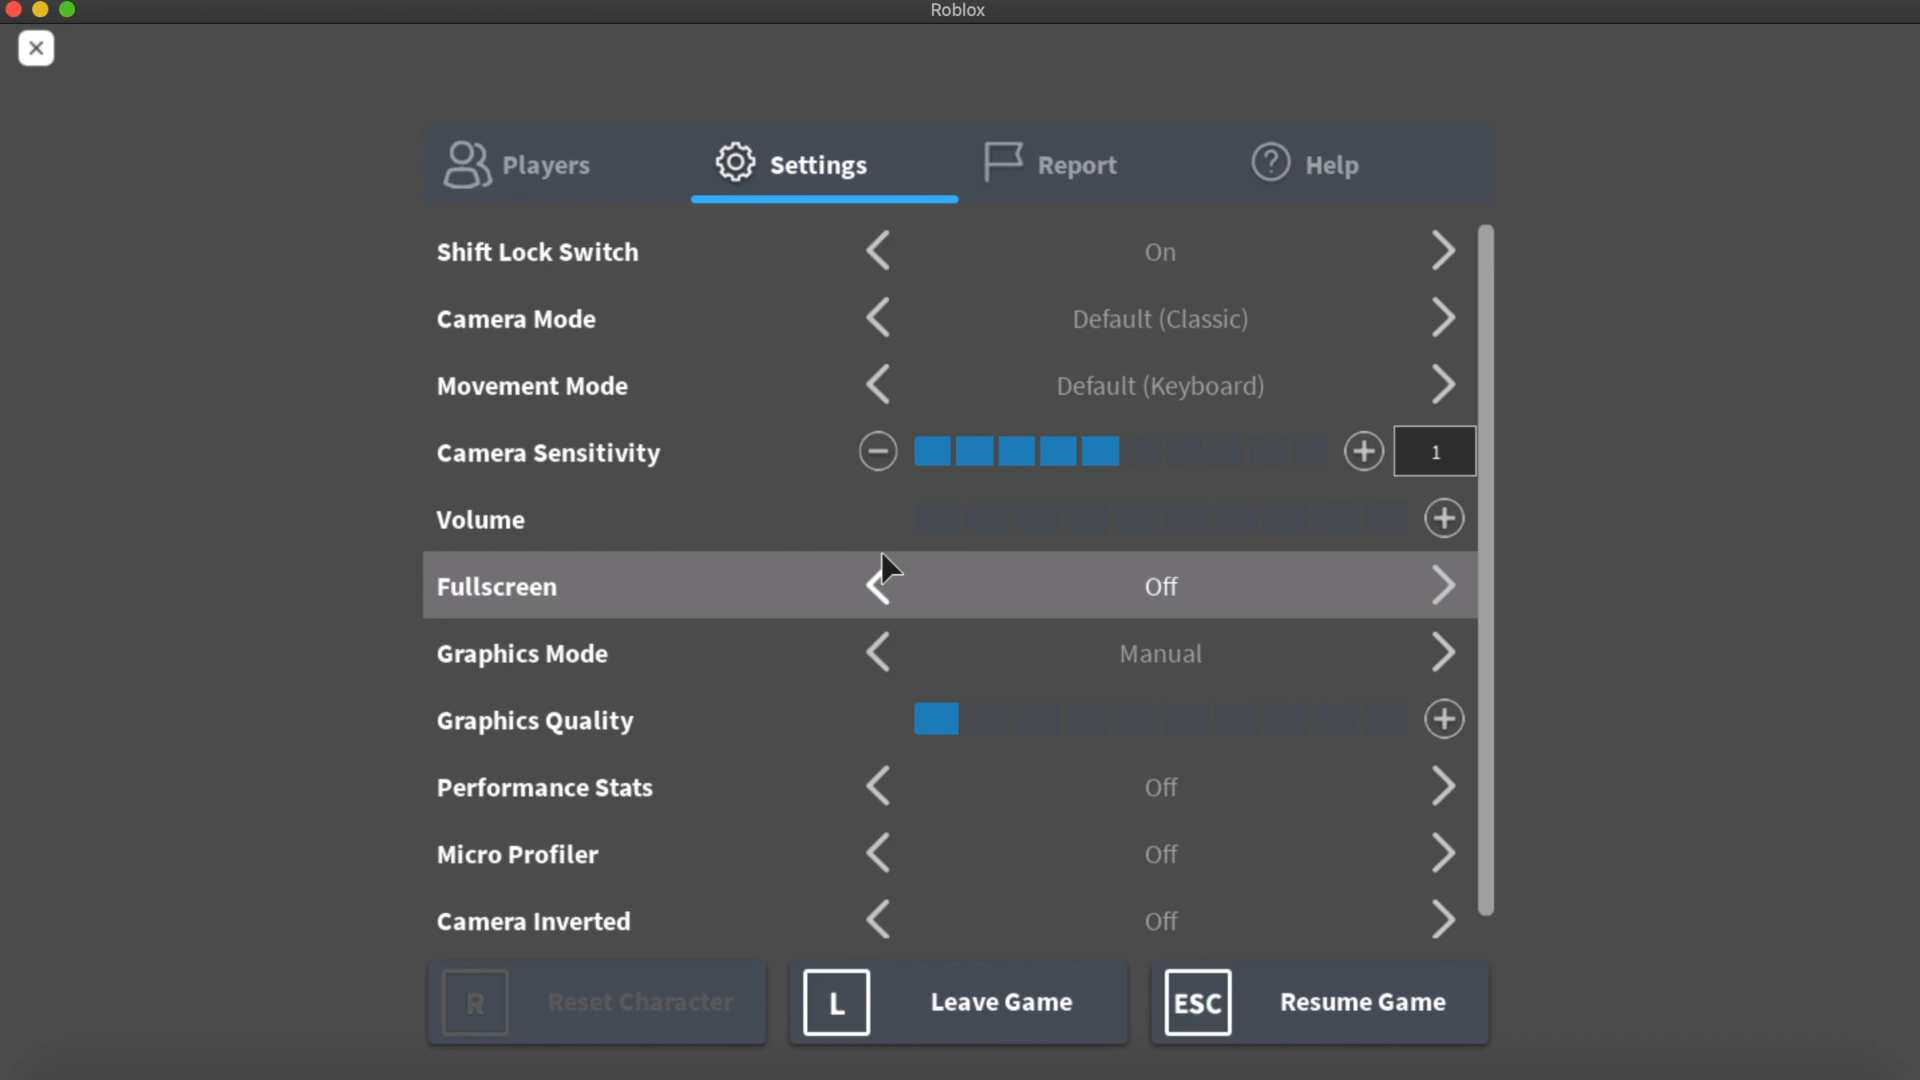 Roblox
Players Settings Report Help
Shift Lock Switch On
Camera Mode Default (Classic)
Movement Mode Default (Keyboard)
Camera Sensitivity 1
Volume
Fullscreen Off
Graphics Mode Manual
Graphics Quality
Performance Stats Off
Micro Profiler Off
Camera Inverted Off
R Reset Character L Leave Game ESC Resume Game